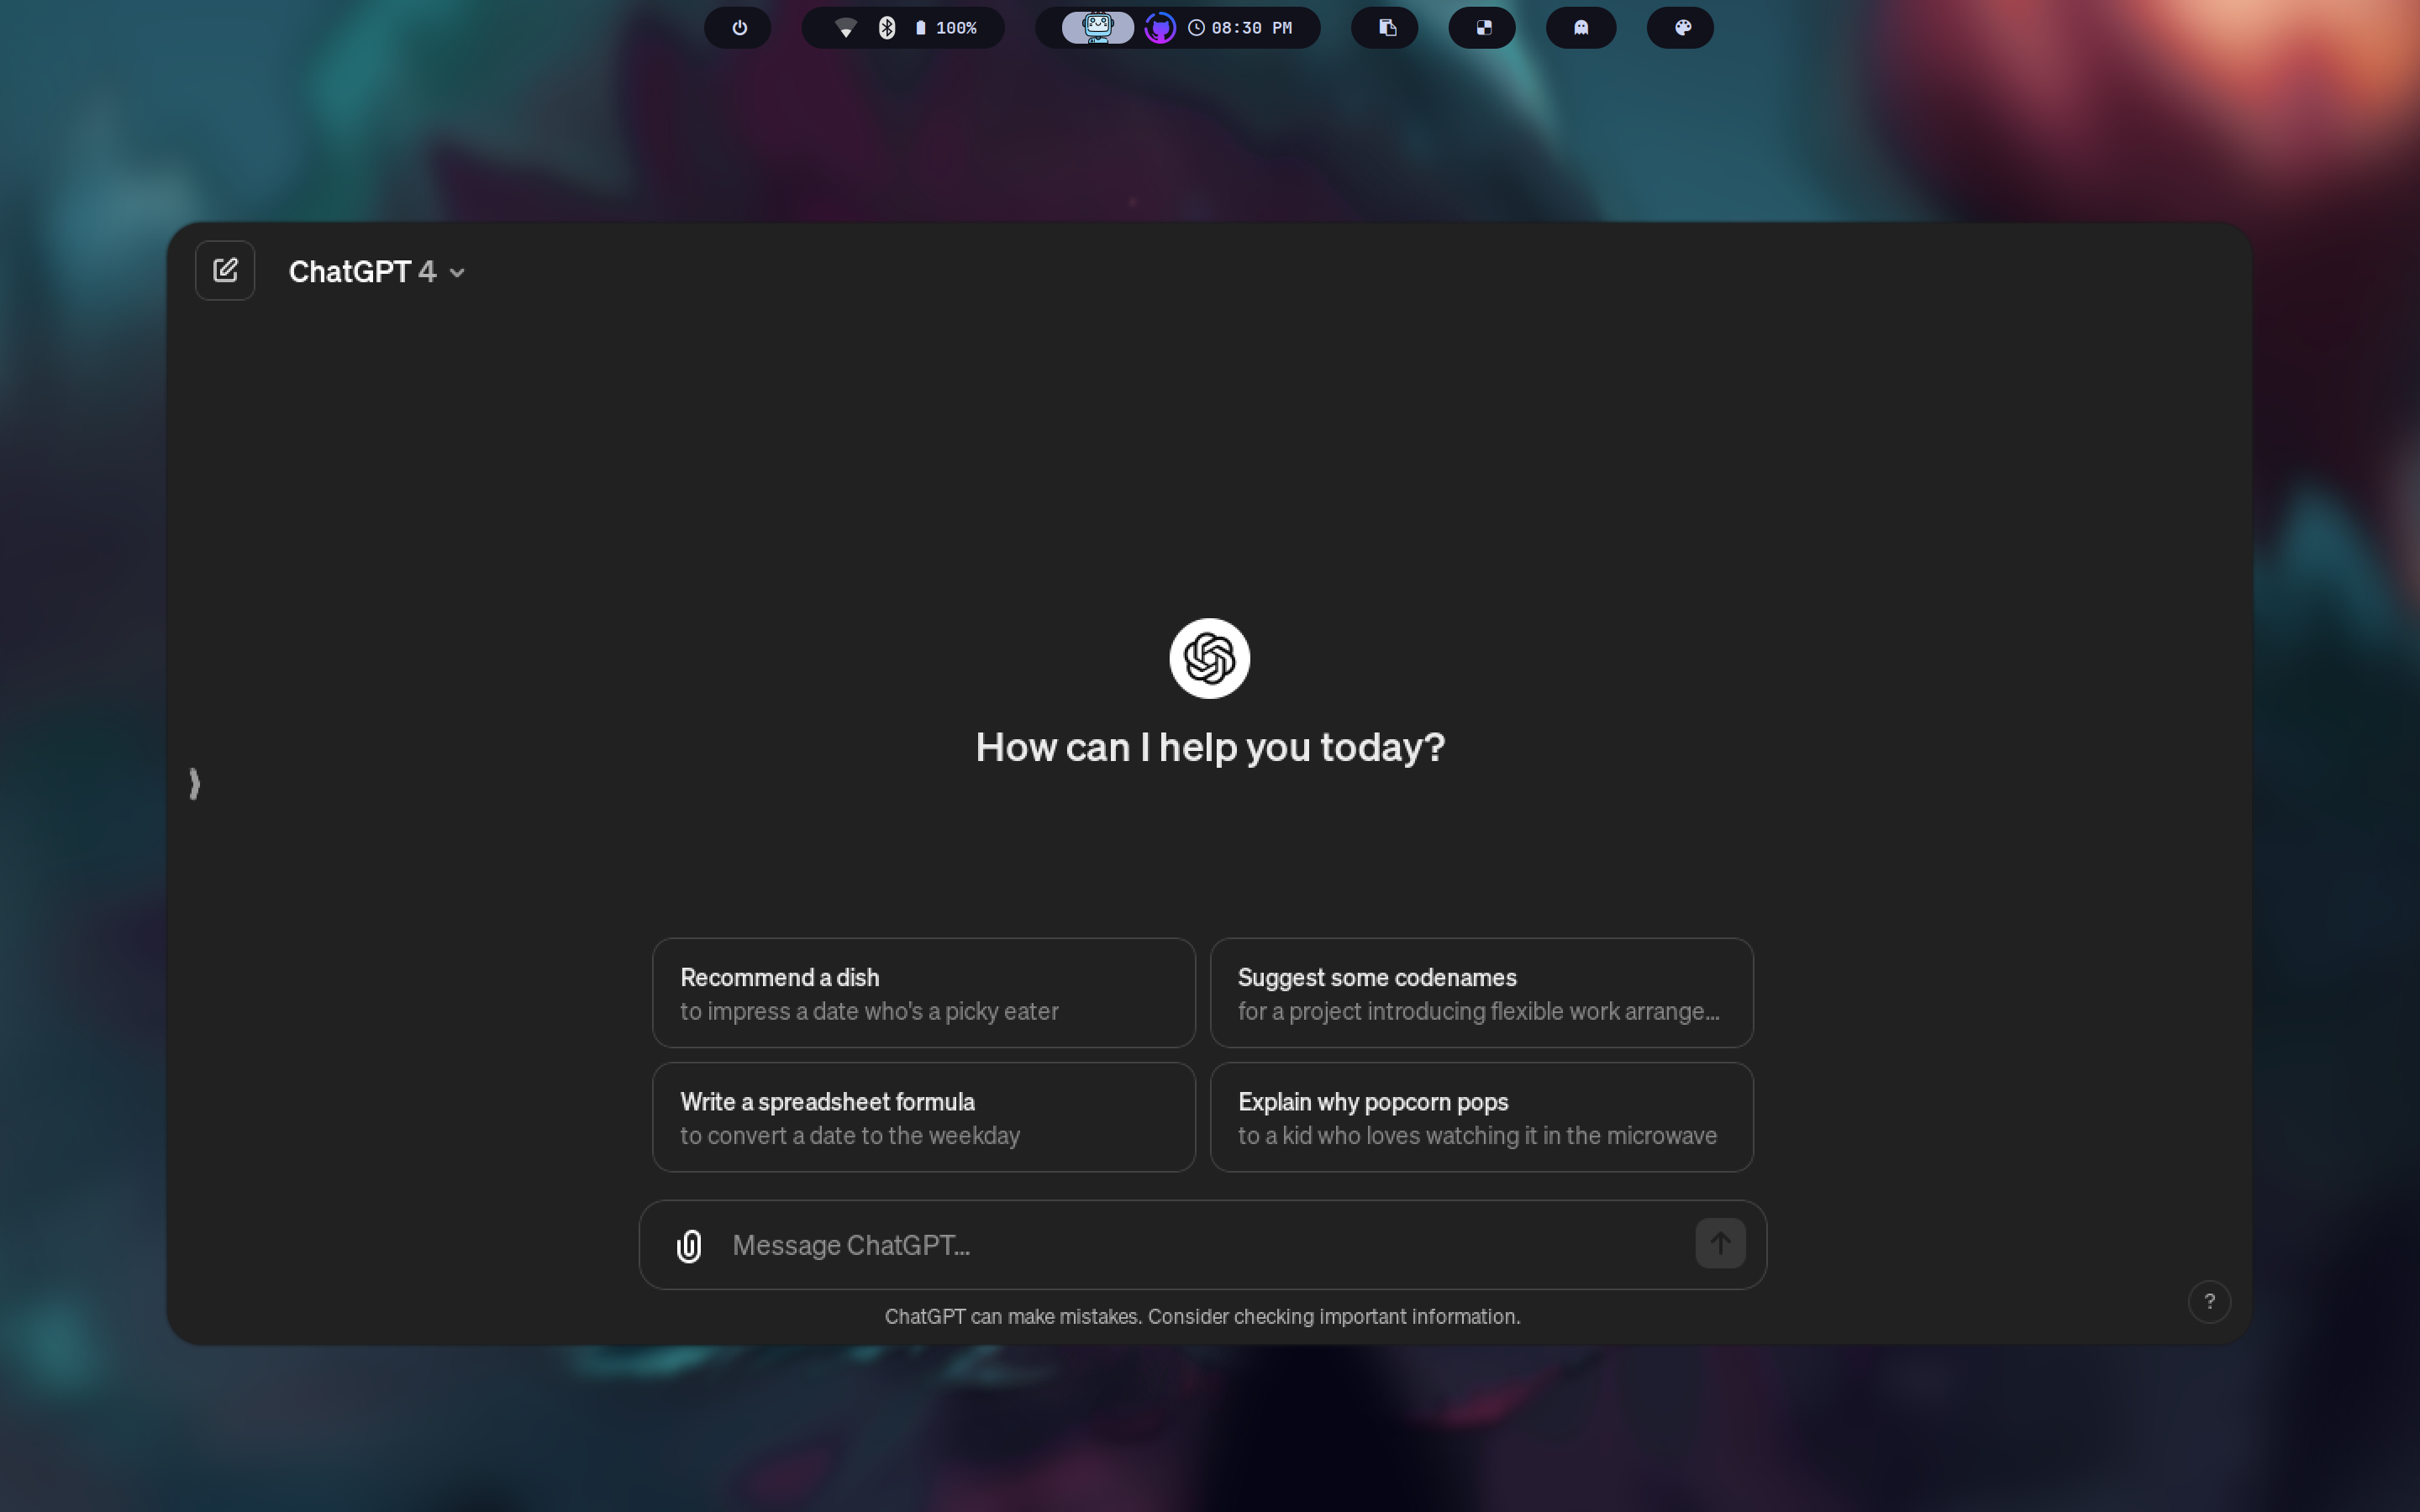 100%
08:30 PM
ChatGPT 4
How can I help you today?
Recommend a dish
to impress a date who's a picky eater
Suggest some codenames
for a project introducing flexible work arrange...
Write a spreadsheet formula
to convert a date to the weekday
Explain why popcorn pops
to a kid who loves watching it in the microwave
Message ChatGPT...
ChatGPT can make mistakes. Consider checking important information.
?